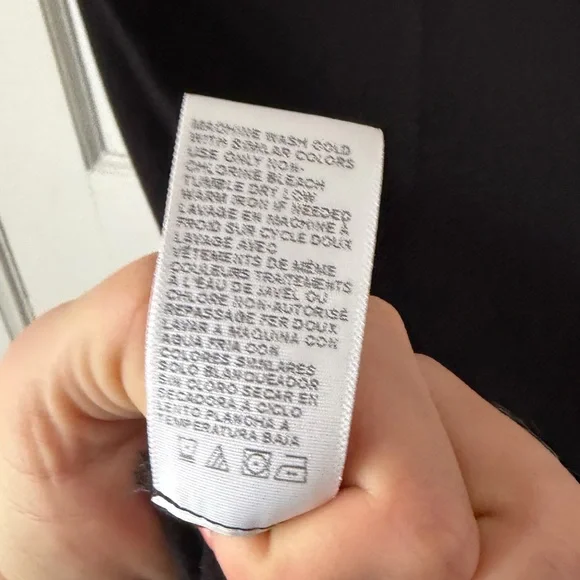 MACHINE WASH COLD
WITH SIMILAR COLORS
USE ONLY NON-
CHLORINE BLEACH
TUMBLE DRY LOW
WARM IRON IF NEEDED
LAVAGE EN MACHINE À
FROID SUR CYCLE DOUX
LAVAGE AVEC
VÊTEMENTS DE MÊME
COULEURS TRAITEMENTS
À L'EAU DE JAVEL OU
CHLORE NON-AUTORISÉ
REPASSAGE FER DOUX
LAVAR A MAQUINA CON
AGUA FRIA CON
COLORES SIMILARES
SOLO BLANQUEADOR
SIN CLORO SECAR EN
SECADORA A CICLO
LENTO PLANCHA A
TEMPERATURA BAJA